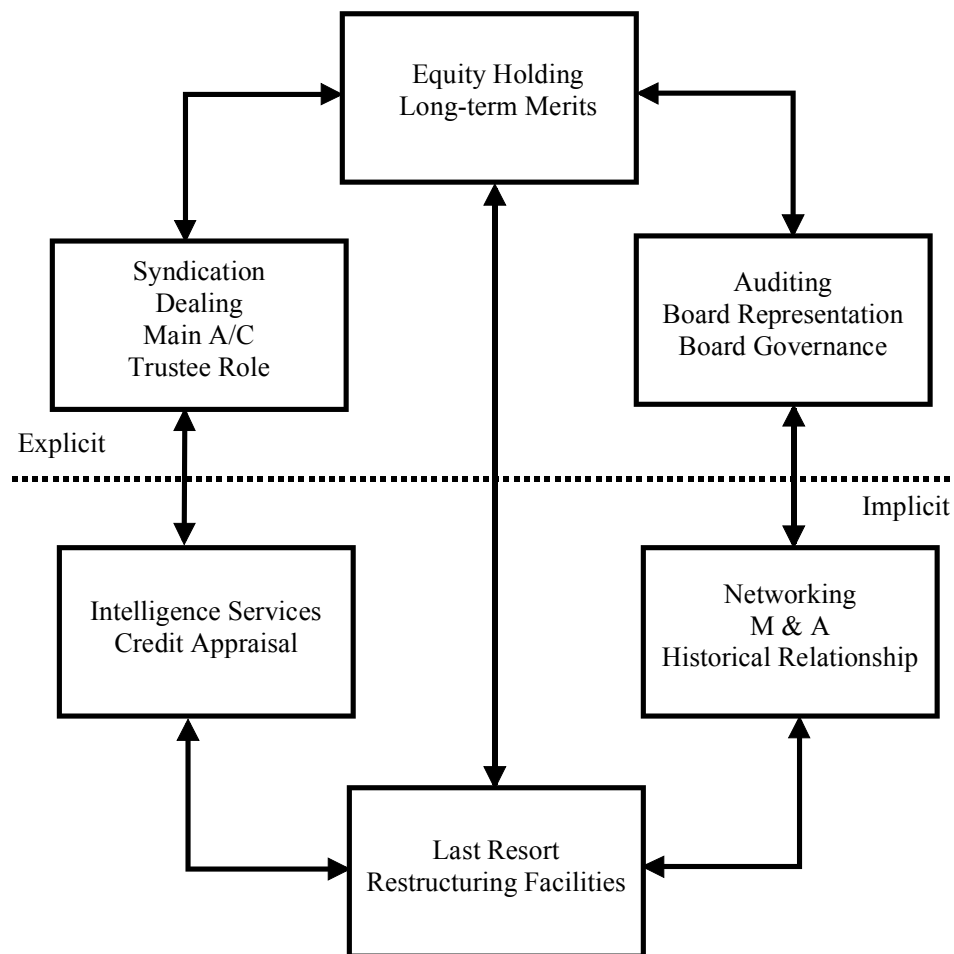 Equity Holding
Long-term Merits
Syndication
Dealing
Main A/C
Trustee Role
Auditing
Board Representation
Board Governance
Explicit
Implicit
Intelligence Services
Credit Appraisal
Networking
M & A
Historical Relationship
Last Resort
Restructuring Facilities